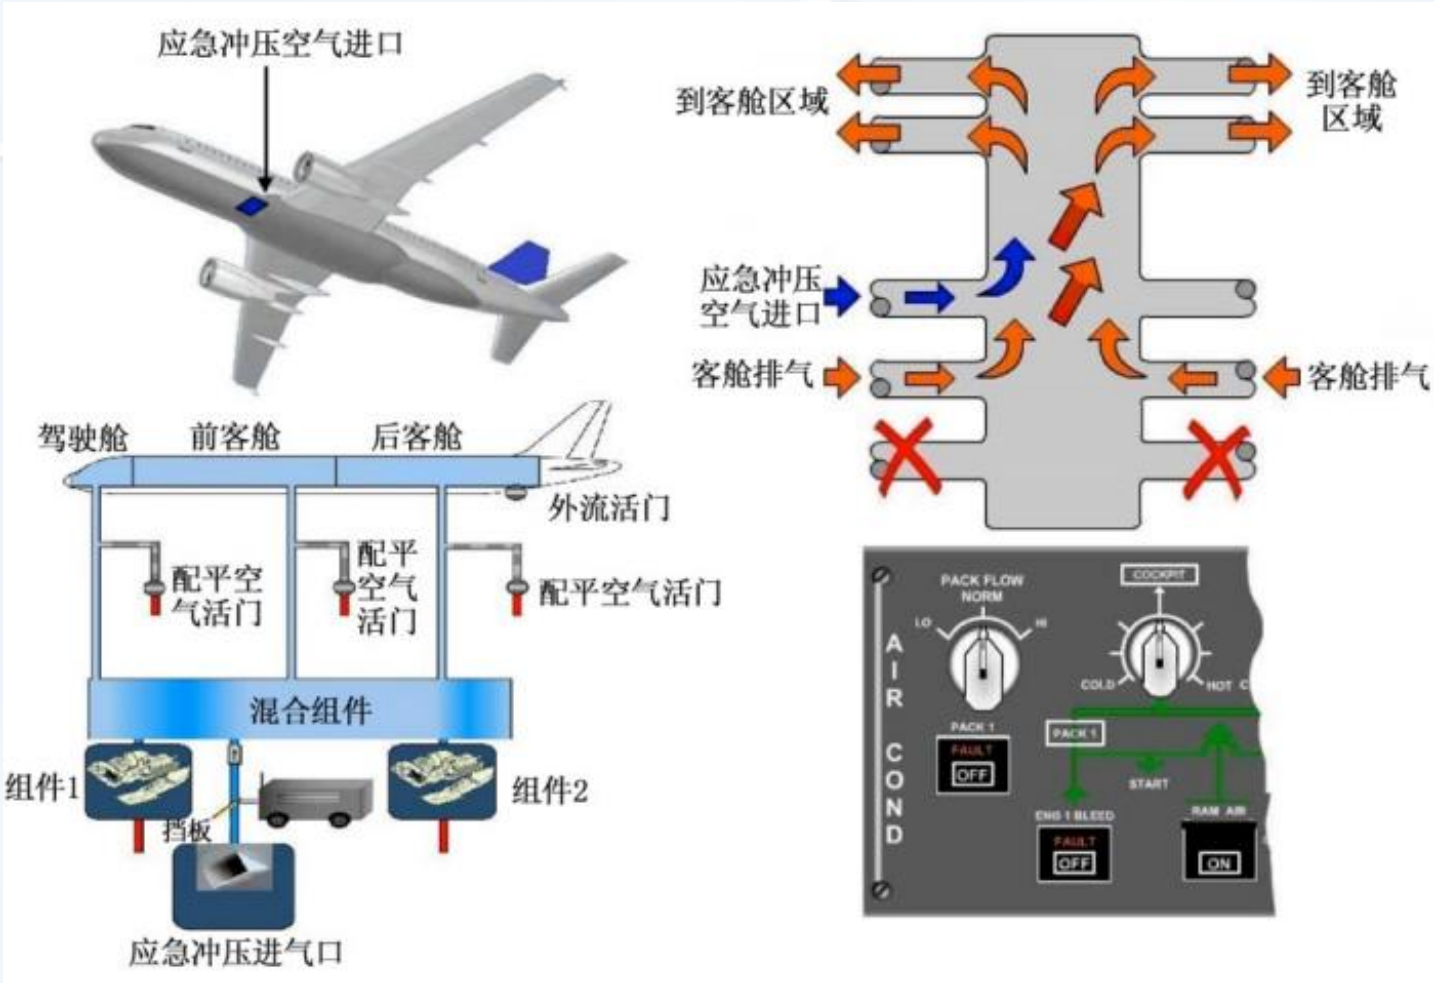 应急冲压空气进口
到客舱区域
到客舱
区域
应急冲压
空气进口
客舱排气
客舱排气
驾驶舱
前客舱
后客舱
外流活门
配平空
气活门
配平
空气
活门
配平空气活门
混合组件
组件1
组件2
挡板
应急冲压进气口
AIR COND
PACK FLOW
NORM
LO
HI
COCKPIT
COLD
HOT
C
PACK 1
FAULT
OFF
PACK 1
START
ENG 1 BLEED
FAULT
OFF
RAM AIR
ON